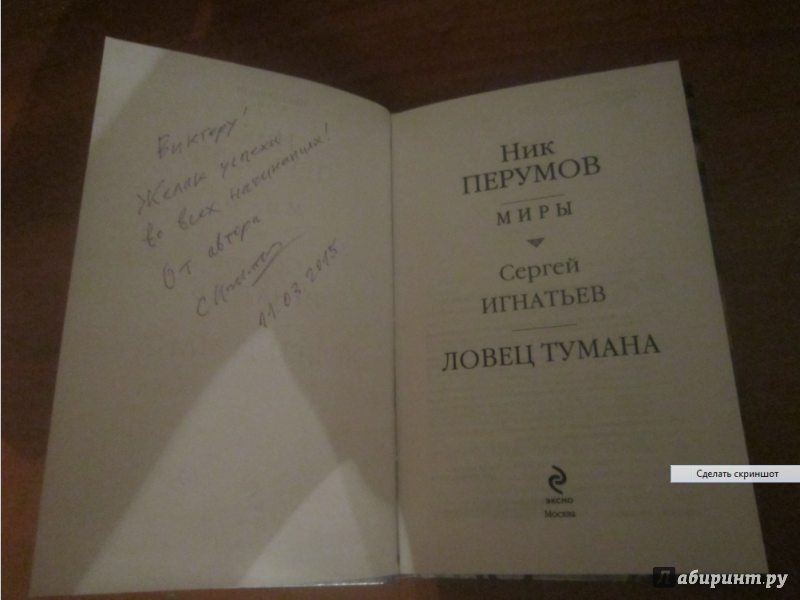 Виктору!
Желаю успехов
во всех начинаниях!
От автора
11.03.2015
Ник
ПЕРУМОВ
МИРЫ
Сергей
ИГНАТЬЕВ
ЛОВЕЦ ТУМАНА
ЭКСМО
Москва
Сделать скриншот
Лабиринт.ру